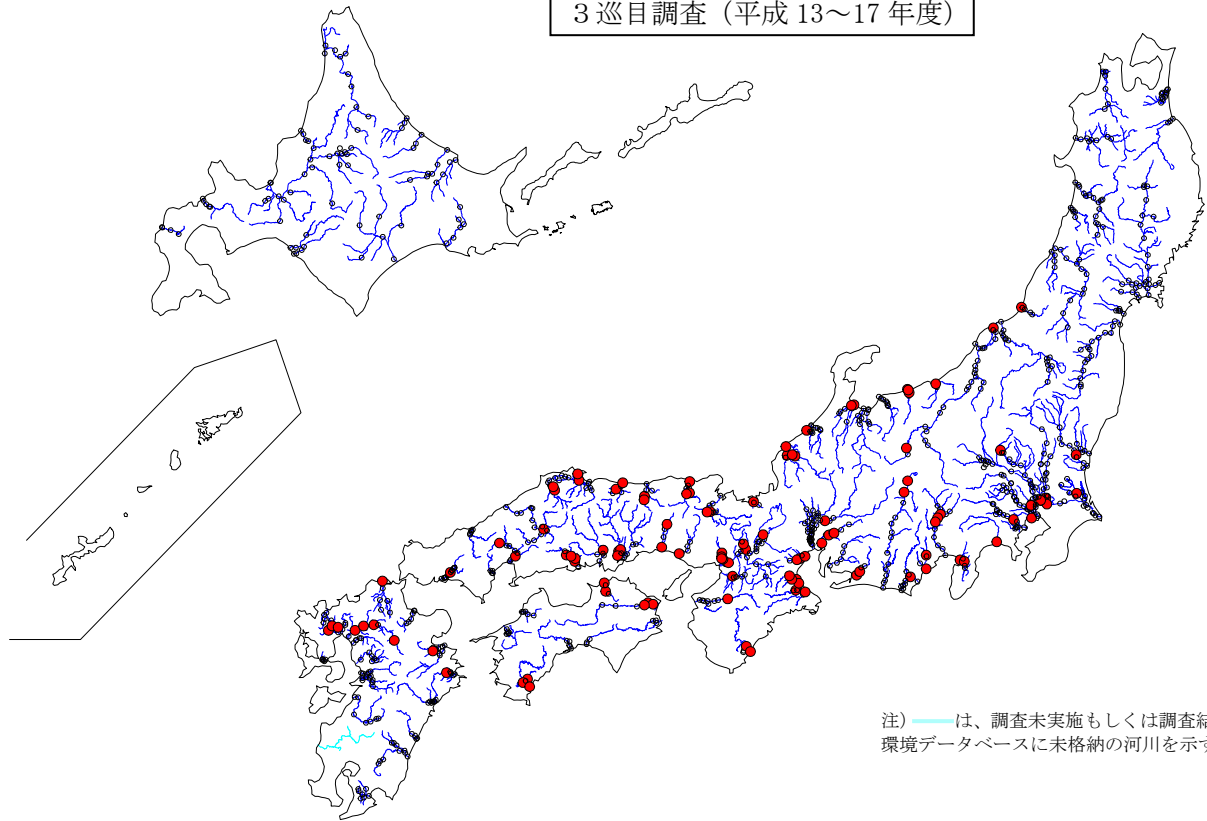 ３巡目調査（平成 13～17 年度）
注）━━は、調査未実施もしくは調査結
環境データベースに未格納の河川を示す